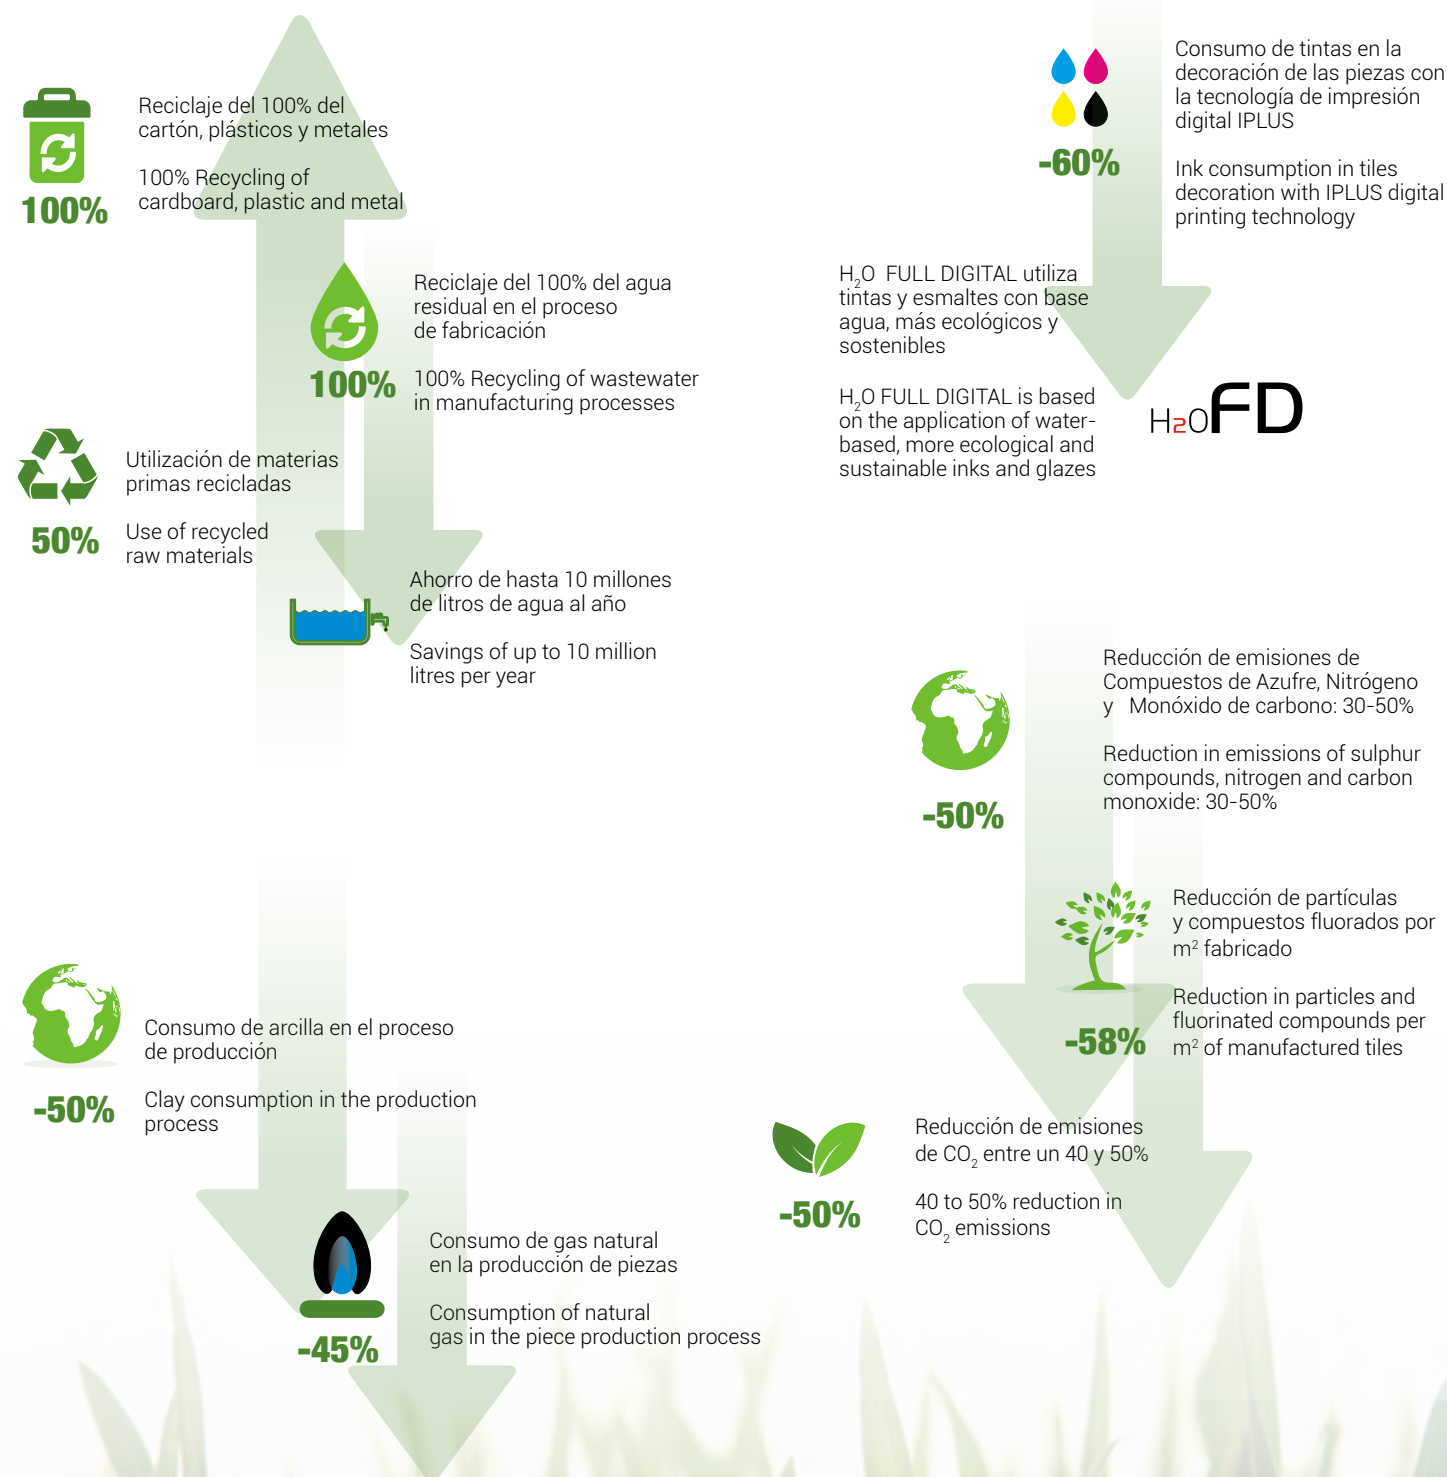 Reciclaje del 100% del
cartón, plásticos y metales
100% Recycling of
cardboard, plastic and metal
100%
Reciclaje del 100% del agua
residual en el proceso
de fabricación
100% Recycling of wastewater
in manufacturing processes
100%
Utilización de materias
primas recicladas
Use of recycled
raw materials
50%
Ahorro de hasta 10 millones
de litros de agua al año
Savings of up to 10 million
litres per year
Consumo de arcilla en el proceso
de producción
Clay consumption in the production
process
-50%
Consumo de gas natural
en la producción de piezas
Consumption of natural
gas in the piece production process
-45%
Consumo de tintas en la
decoración de las piezas con
la tecnología de impresión
digital IPLUS
Ink consumption in tiles
decoration with IPLUS digital
printing technology
-60%
H₂O FULL DIGITAL utiliza
tintas y esmaltes con base
agua, más ecológicos y
sostenibles
H₂O FULL DIGITAL is based
on the application of water-
based, more ecological and
sustainable inks and glazes
H₂OFD
Reducción de emisiones de
Compuestos de Azufre, Nitrógeno
y Monóxido de carbono: 30-50%
Reduction in emissions of sulphur
compounds, nitrogen and carbon
monoxide: 30-50%
-50%
Reducción de partículas
y compuestos fluorados por
m² fabricado
Reduction in particles and
fluorinated compounds per
m² of manufactured tiles
-58%
Reducción de emisiones
de CO₂ entre un 40 y 50%
40 to 50% reduction in
CO₂ emissions
-50%